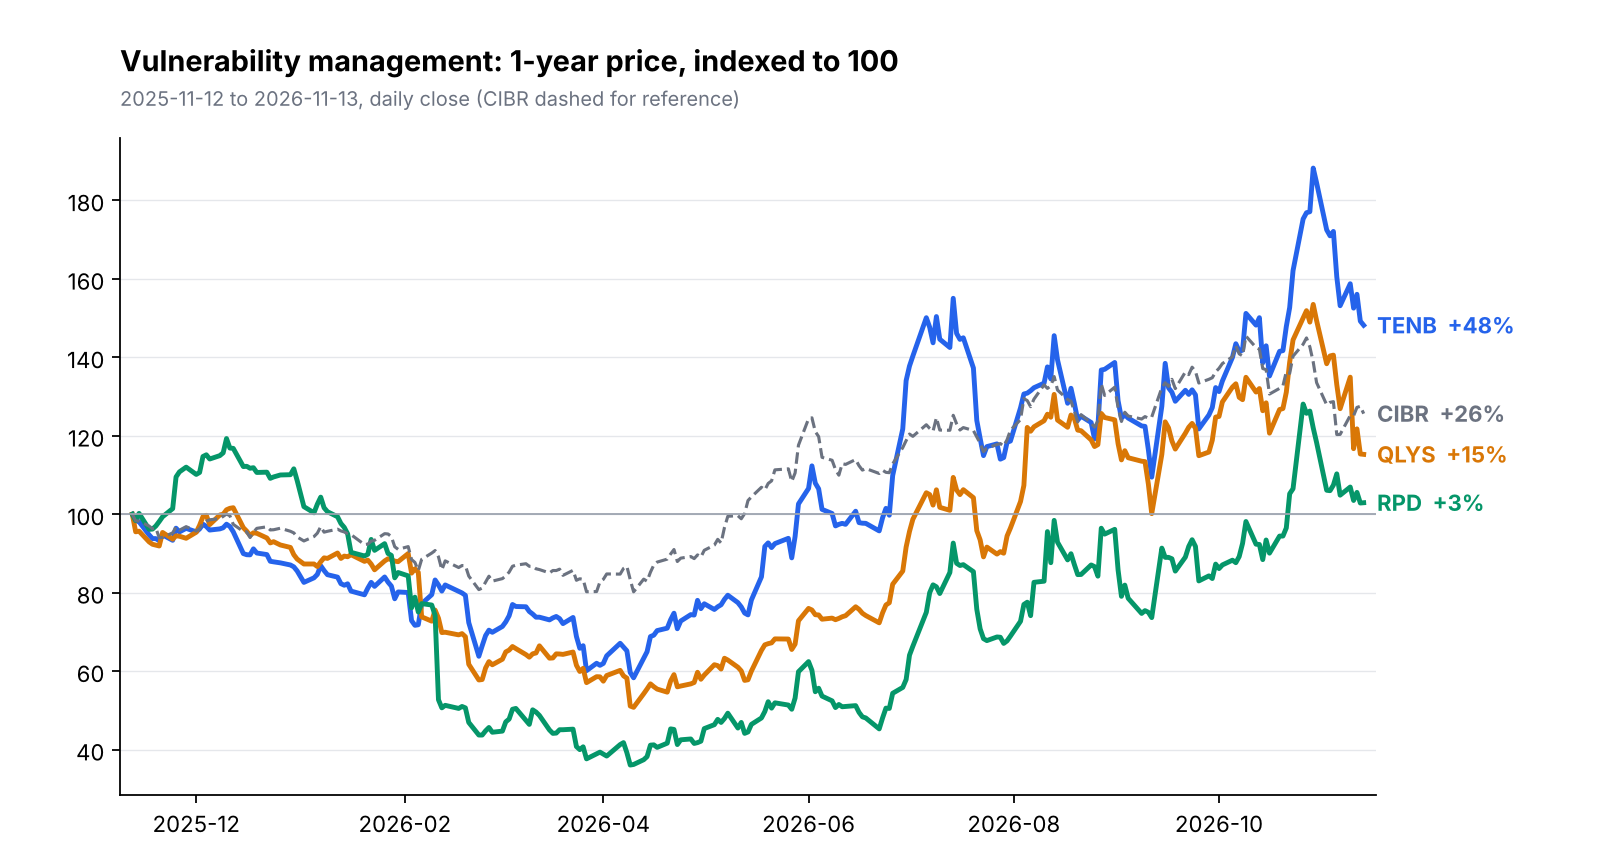 Vulnerability management: 1-year price, indexed to 100
2025-11-12 to 2026-11-13, daily close (CIBR dashed for reference)
180
160
140
120
100
80
60
40
TENB +48%
CIBR +26%
QLYS +15%
RPD +3%
2025-12
2026-02
2026-04
2026-06
2026-08
2026-10